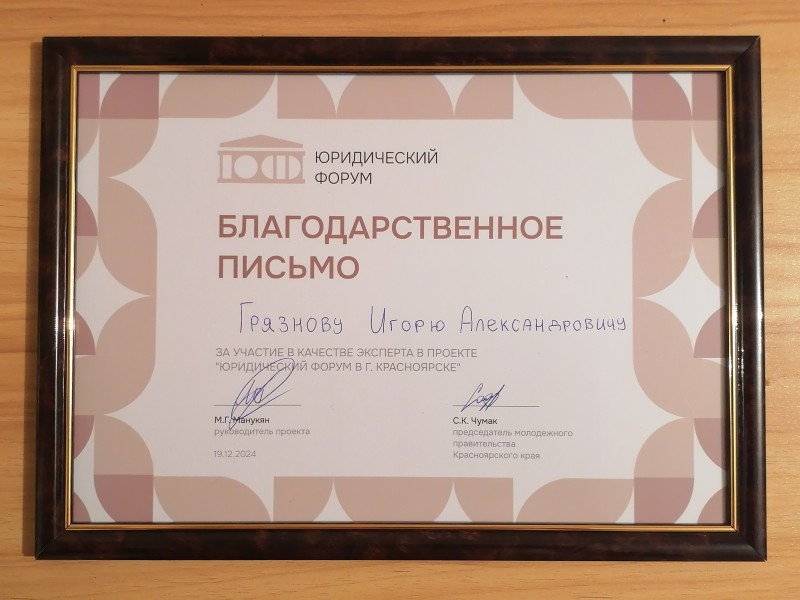 ЮФ
ЮРИДИЧЕСКИЙ
ФОРУМ
БЛАГОДАРСТВЕННОЕ
ПИСЬМО
Грязнову Игорю Александровичу
ЗА УЧАСТИЕ В КАЧЕСТВЕ ЭКСПЕРТА В ПРОЕКТЕ
"ЮРИДИЧЕСКИЙ ФОРУМ В Г. КРАСНОЯРСКЕ"
М.Г. Манукян
руководитель проекта
19.12.2024
С.К. Чумак
председатель молодежного
правительства
Красноярского края